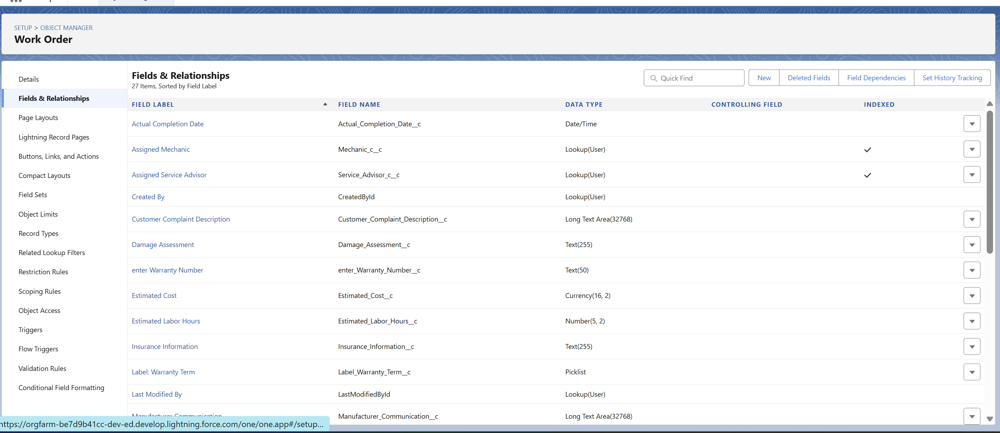 SETUP > OBJECT MANAGER
Work Order
Details
Fields & Relationships
Page Layouts
Lightning Record Pages
Buttons, Links, and Actions
Compact Layouts
Field Sets
Object Limits
Record Types
Related Lookup Filters
Restriction Rules
Scoping Rules
Object Access
Triggers
Flow Triggers
Validation Rules
Conditional Field Formatting
Fields & Relationships
27 Items, Sorted by Field Label
Quick Find
New
Deleted Fields
Field Dependencies
Set History Tracking
FIELD LABEL FIELD NAME DATA TYPE CONTROLLING FIELD INDEXED
Actual Completion Date Actual_Completion_Date__c Date/Time
Assigned Mechanic Mechanic_c__c Lookup(User)
Assigned Service Advisor Service_Advisor_c__c Lookup(User)
Created By CreatedById Lookup(User)
Customer Complaint Description Customer_Complaint_Description__c Long Text Area(32768)
Damage Assessment Damage_Assessment__c Text(255)
enter Warranty Number enter_Warranty_Number__c Text(50)
Estimated Cost Estimated_Cost__c Currency(16, 2)
Estimated Labor Hours Estimated_Labor_Hours__c Number(5, 2)
Insurance Information Insurance_Information__c Text(255)
Label: Warranty Term Label_Warranty_Term__c Picklist
Last Modified By LastModifiedById Lookup(User)
Manufacturer Communication Manufacturer_Communication__c Long Text Area(32768)
https://orgfarm-be7d9b41cc-dev-ed.develop.lightning.force.com/one/one.app#/setup...